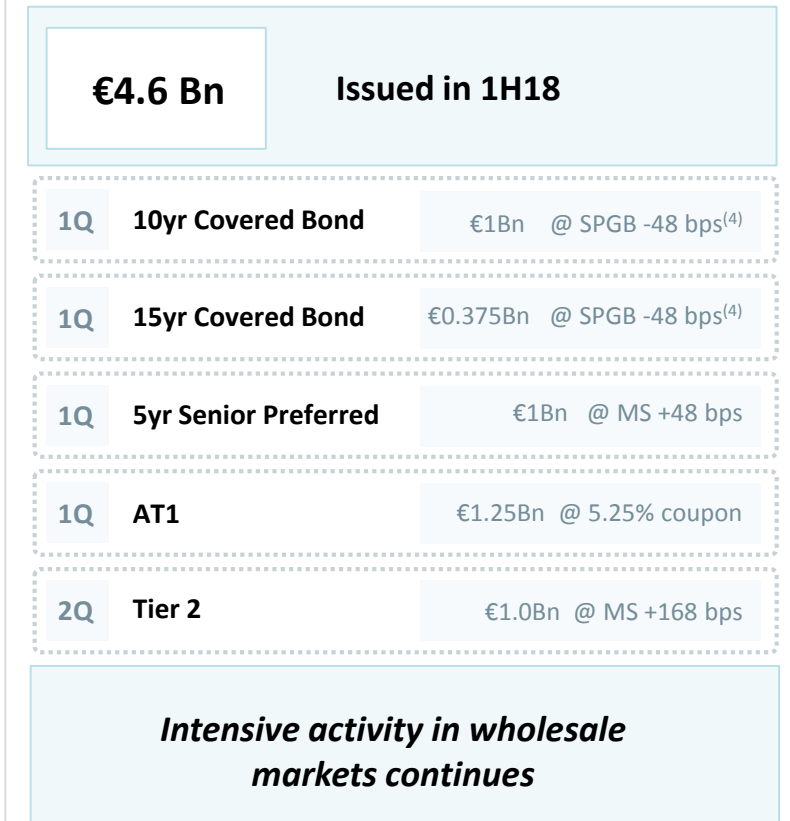 €4.6 Bn Issued in 1H18
1Q 10yr Covered Bond €1Bn @ SPGB -48 bps(4)
1Q 15yr Covered Bond €0.375Bn @ SPGB -48 bps(4)
1Q 5yr Senior Preferred €1Bn @ MS +48 bps
1Q AT1 €1.25Bn @ 5.25% coupon
2Q Tier 2 €1.0Bn @ MS +168 bps
Intensive activity in wholesale
markets continues